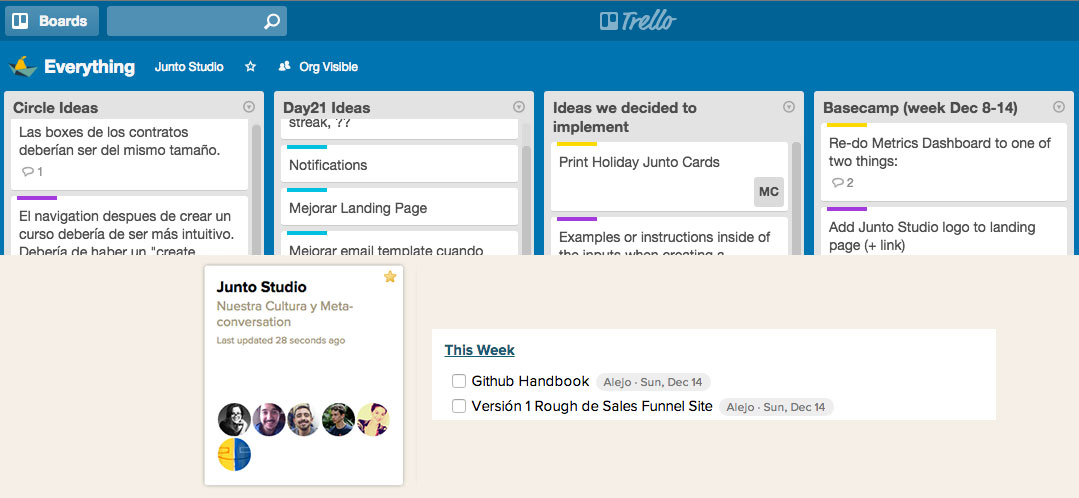 Boards
Trello
Everything
Junto Studio
Org Visible
Circle Ideas
Las boxes de los contratos
deberían ser del mismo tamaño.
1
El navigation despues de crear un
curso debería de ser más intuitivo.
Debería de haber un "create
Day21 Ideas
streak, ??
Notifications
Mejorar Landing Page
Mejorar email template cuando
Ideas we decided to
implement
Print Holiday Junto Cards
MC
Examples or instructions inside of
the inputs when creating a
Basecamp (week Dec 8-14)
Re-do Metrics Dashboard to one of
two things:
2
Add Junto Studio logo to landing
page (+ link)
Junto Studio
Nuestra Cultura y Meta-
conversation
Last updated 28 seconds ago
This Week
Github Handbook Alejo · Sun, Dec 14
Versión 1 Rough de Sales Funnel Site Alejo · Sun, Dec 14